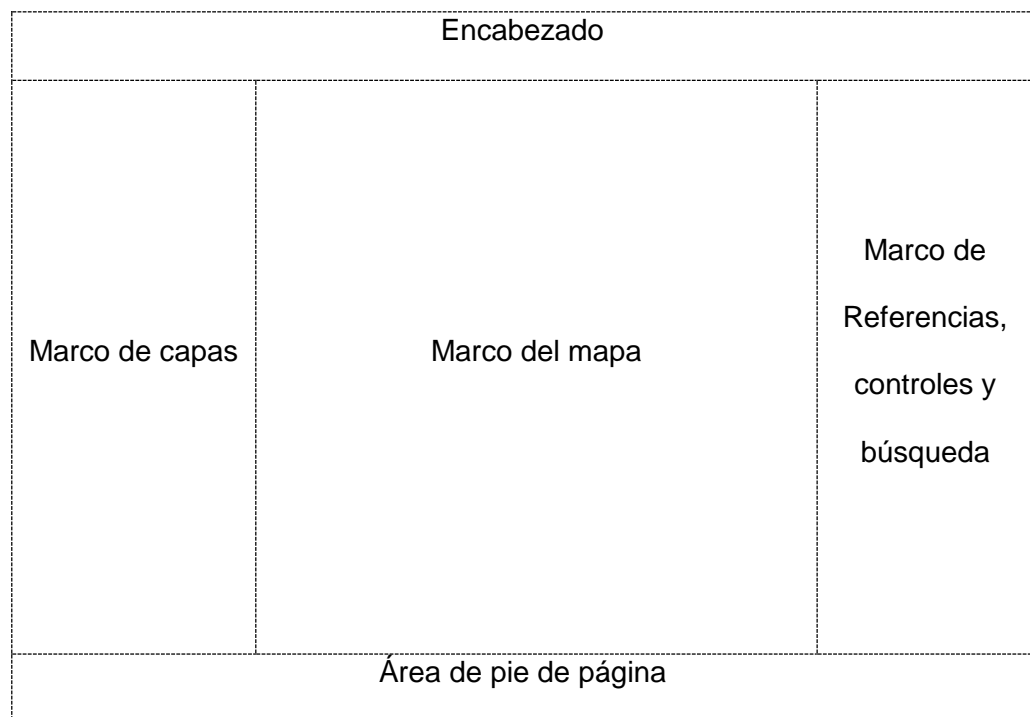 Encabezado
Marco de capas
Marco del mapa
Marco de
Referencias,
controles y
búsqueda
Área de pie de página